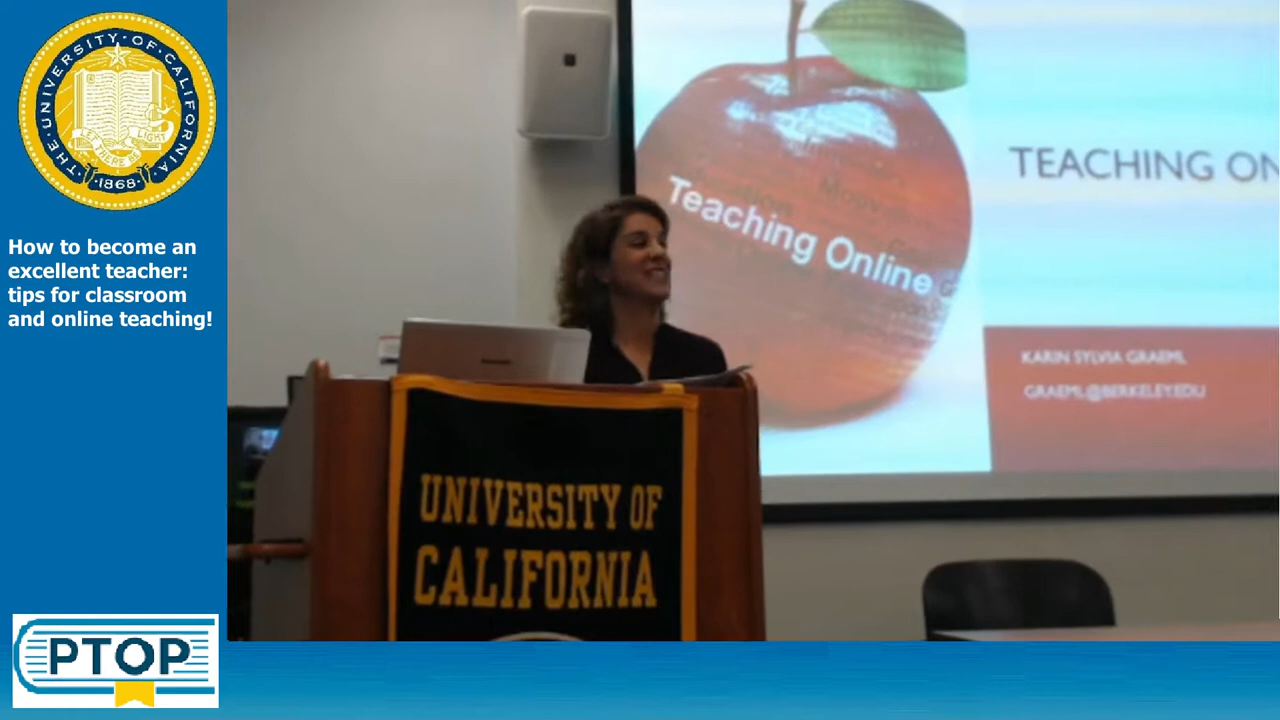 THE·UNIVERSITY·OF·CALIFORNIA
LET THERE BE LIGHT
·1868·
How to become an
excellent teacher:
tips for classroom
and online teaching!
PTOP
TEACHING ON
Teaching Online
KARIN SYLVIA GRAEML
GRAEML@BERKELEY.EDU
UNIVERSITY OF
CALIFORNIA